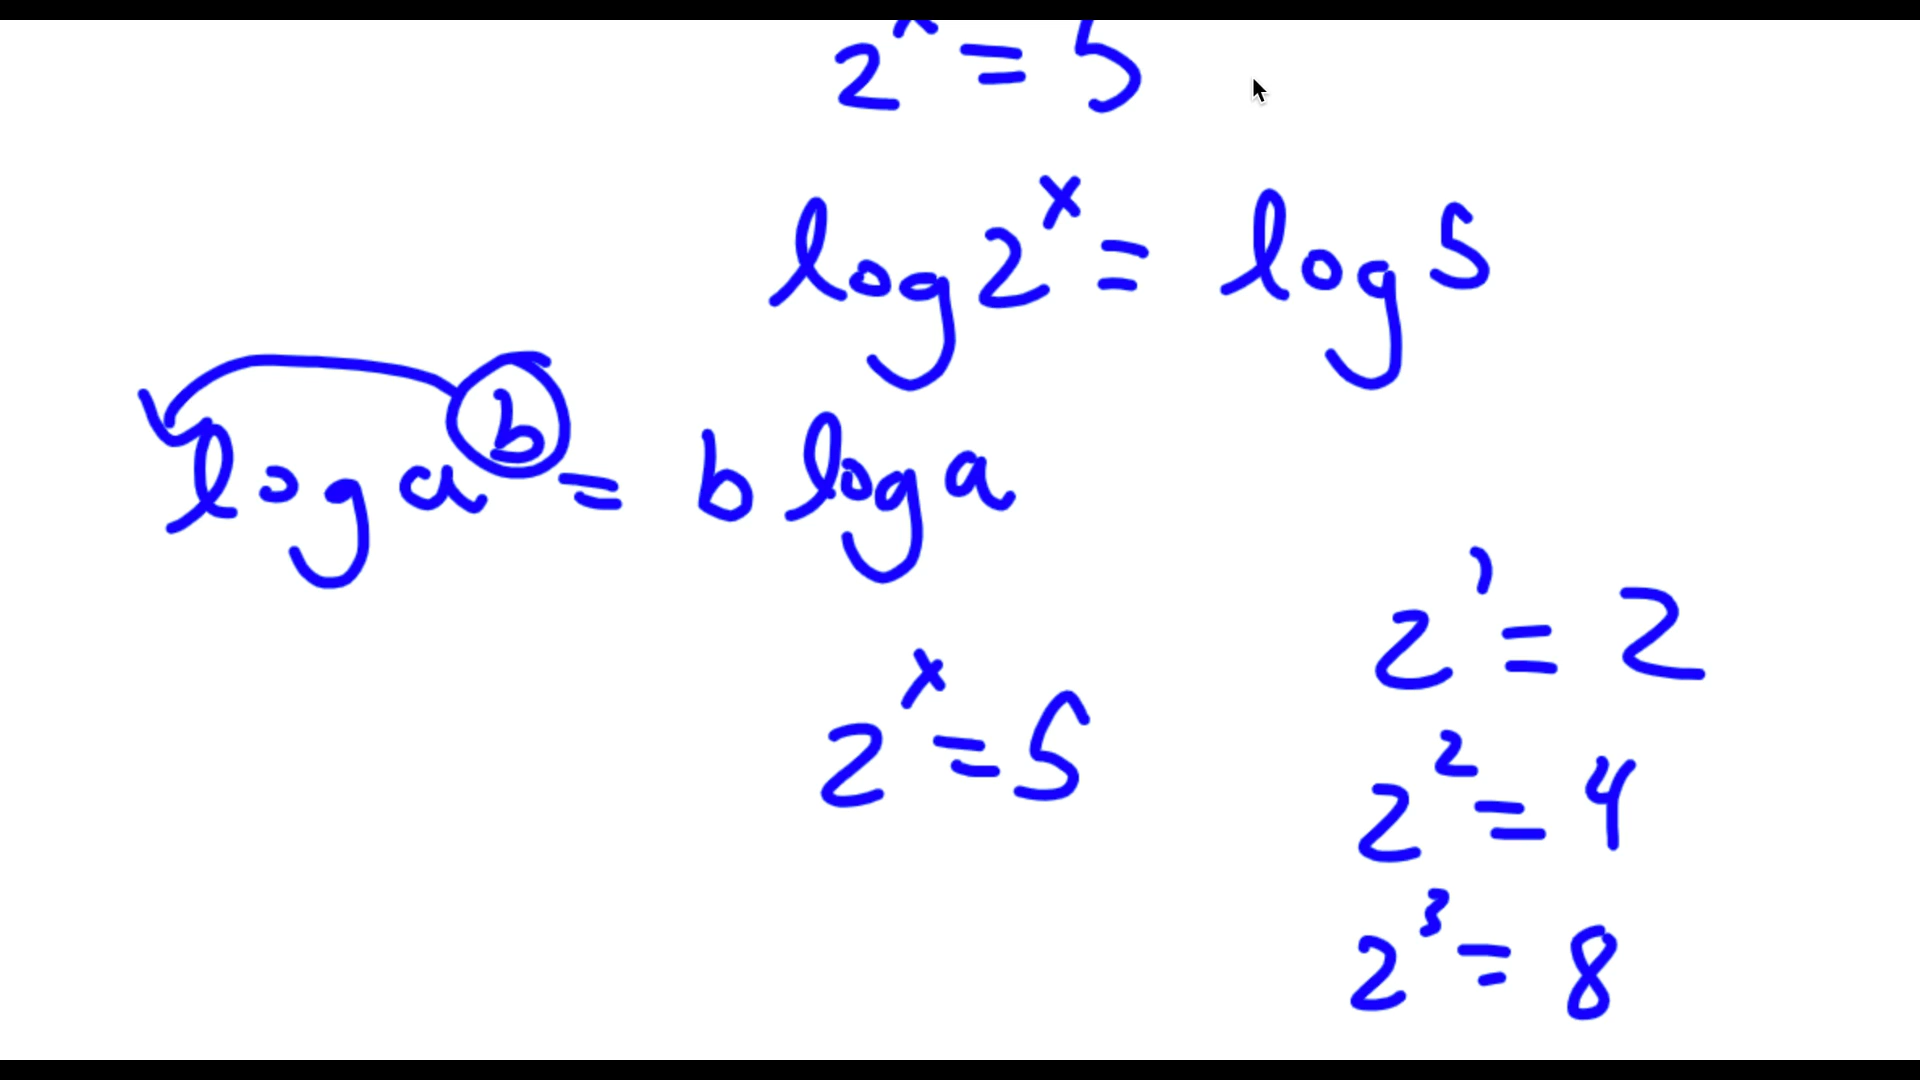 2^x = 5
log 2^x = log 5
log a^b = b log a
2^1 = 2
2^x = 5
2^2 = 4
2^3 = 8